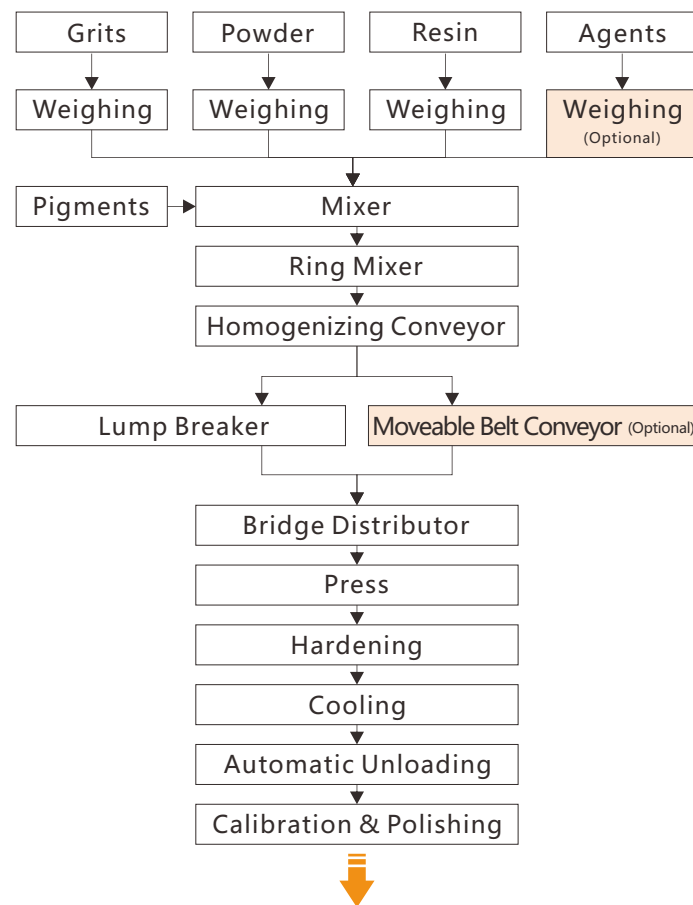 Grits
Powder
Resin
Agents
Weighing
Weighing
Weighing
Weighing
(Optional)
Pigments
Mixer
Ring Mixer
Homogenizing Conveyor
Lump Breaker
Moveable Belt Conveyor (Optional)
Bridge Distributor
Press
Hardening
Cooling
Automatic Unloading
Calibration & Polishing